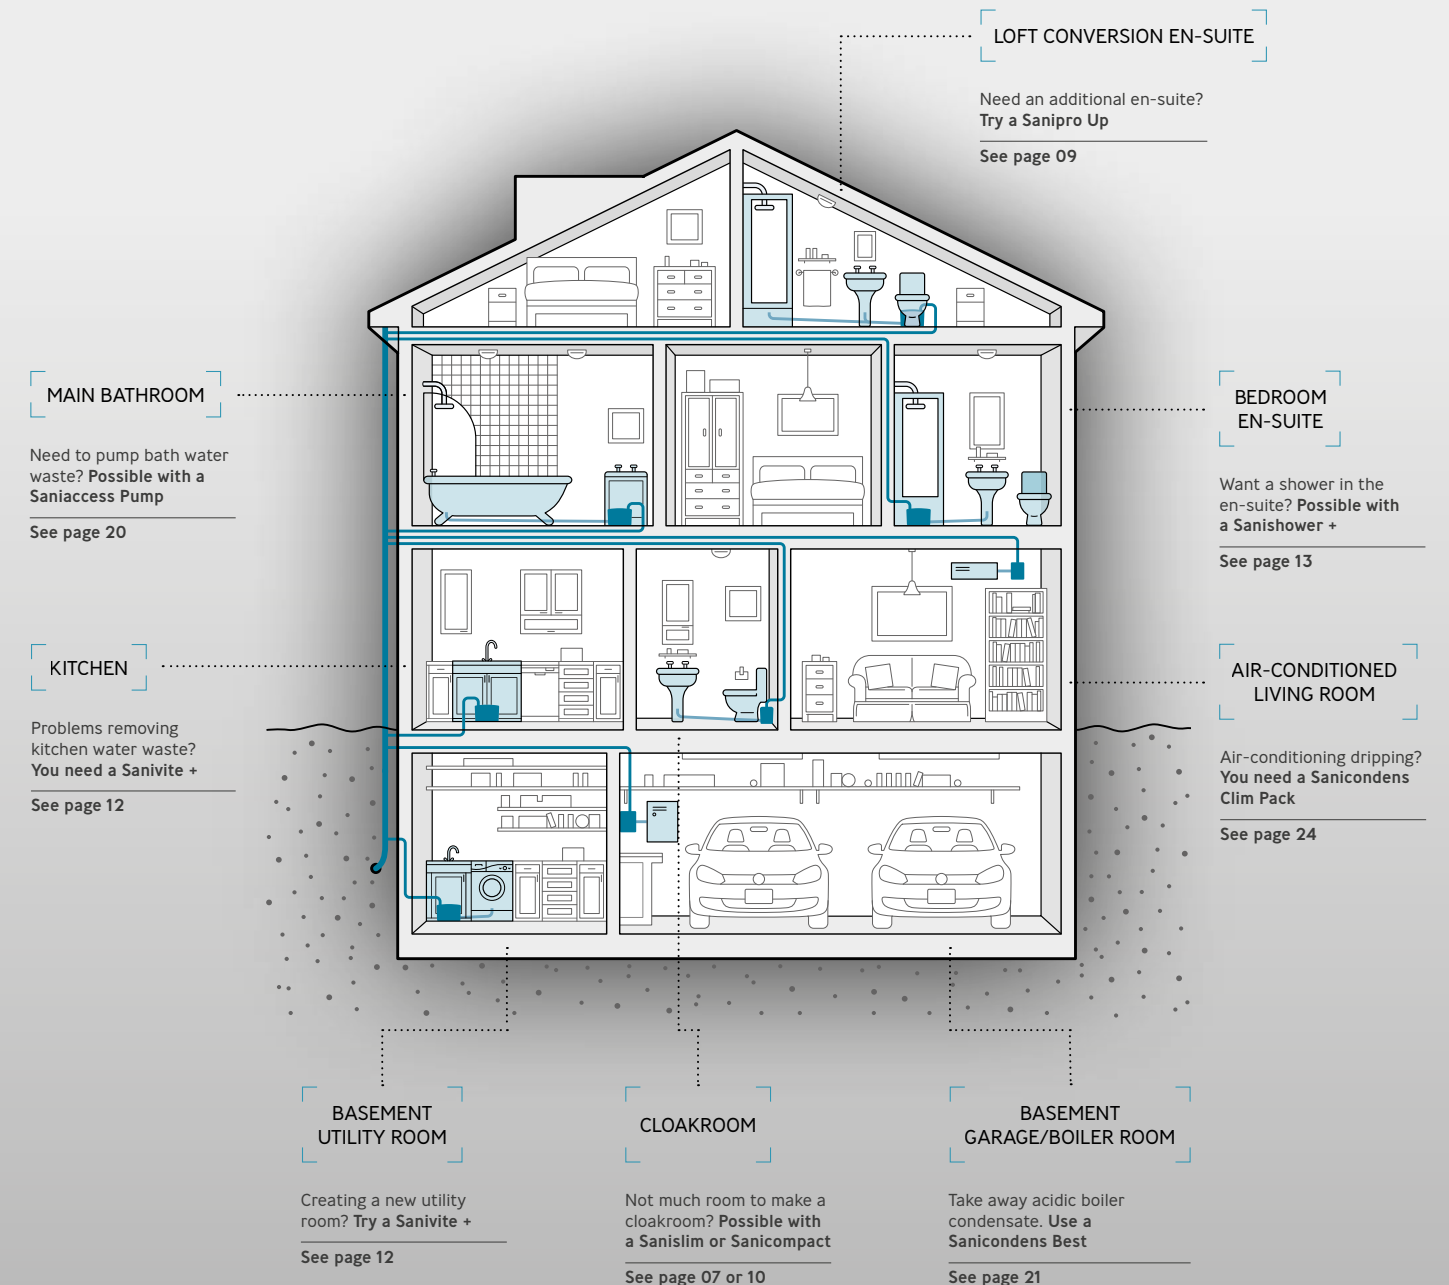 LOFT CONVERSION EN-SUITE
Need an additional en-suite?
Try a Sanipro Up
See page 09
MAIN BATHROOM
Need to pump bath water
waste? Possible with a
Saniaccess Pump
See page 20
BEDROOM
EN-SUITE
Want a shower in the
en-suite? Possible with
a Sanishower +
See page 13
KITCHEN
Problems removing
kitchen water waste?
You need a Sanivite +
See page 12
AIR-CONDITIONED
LIVING ROOM
Air-conditioning dripping?
You need a Sanicondens
Clim Pack
See page 24
BASEMENT
UTILITY ROOM
Creating a new utility
room? Try a Sanivite +
See page 12
CLOAKROOM
Not much room to make a
cloakroom? Possible with
a Sanislim or Sanicompact
See page 07 or 10
BASEMENT
GARAGE/BOILER ROOM
Take away acidic boiler
condensate. Use a
Sanicondens Best
See page 21